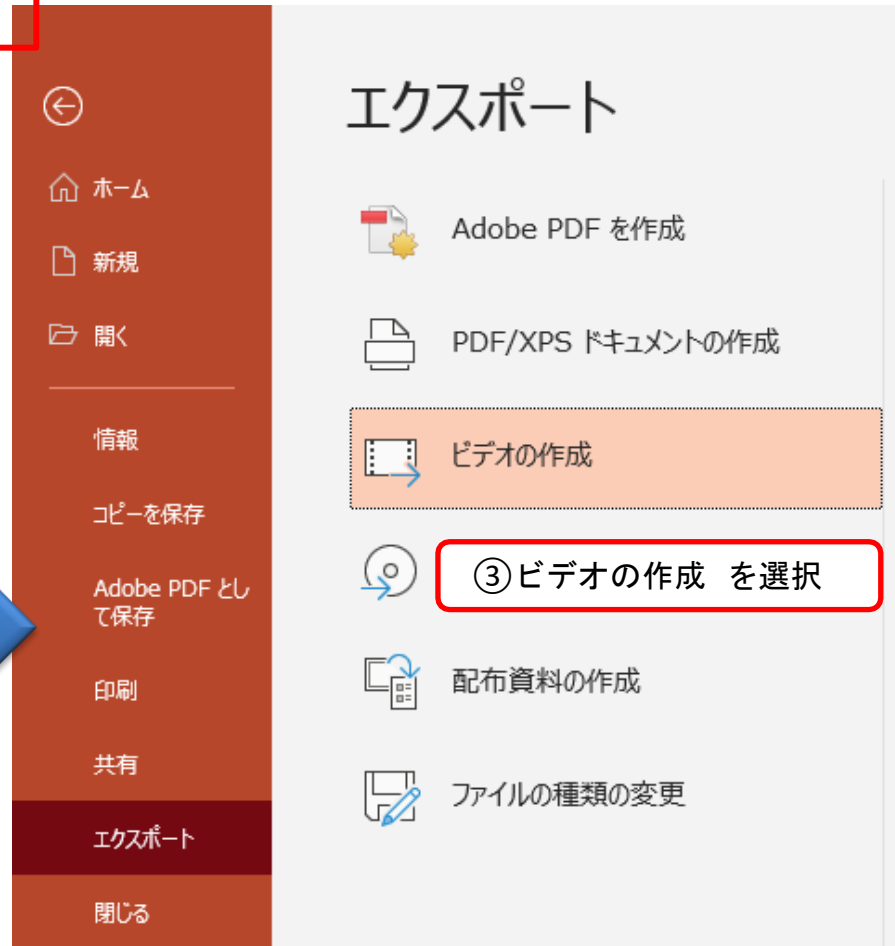 エクスポート
ホーム
新規
開く
情報
コピーを保存
Adobe PDF とし
て保存
印刷
共有
エクスポート
閉じる
Adobe PDF を作成
PDF/XPS ドキュメントの作成
ビデオの作成
③ビデオの作成 を選択
配布資料の作成
ファイルの種類の変更